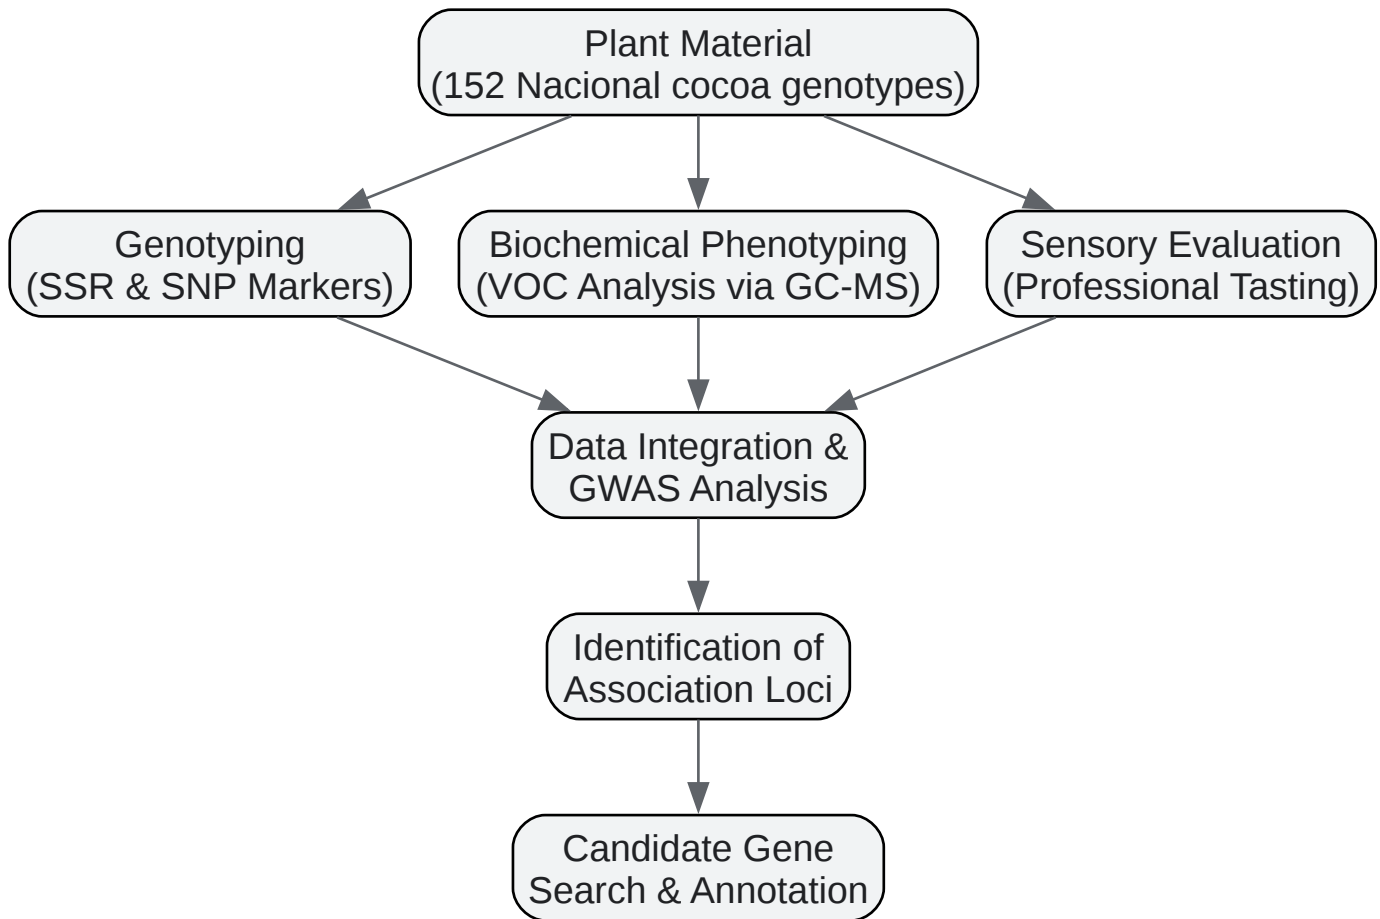 Plant Material
(152 Nacional cocoa genotypes)
Genotyping
(SSR & SNP Markers)
Biochemical Phenotyping
(VOC Analysis via GC-MS)
Sensory Evaluation
(Professional Tasting)
Data Integration &
GWAS Analysis
Identification of
Association Loci
Candidate Gene
Search & Annotation